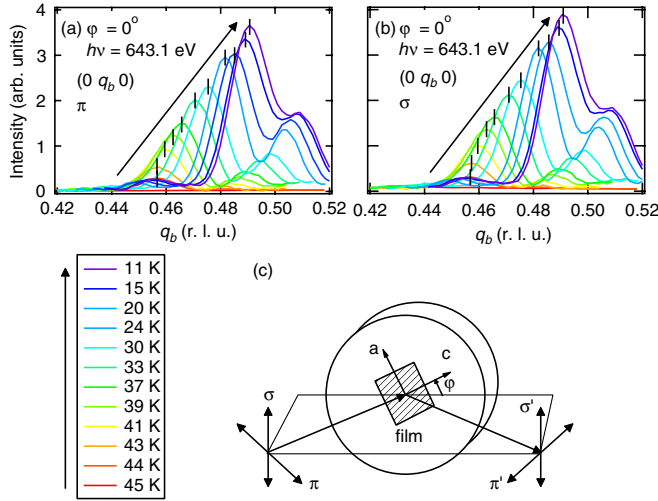 (a) φ = 0°
hν = 643.1 eV
(0 q_b 0)
π
Intensity (arb. units)
4
3
2
1
0
0.42 0.44 0.46 0.48 0.50 0.52
q_b (r. l. u.)
(b) φ = 0°
hν = 643.1 eV
(0 q_b 0)
σ
0.42 0.44 0.46 0.48 0.50 0.52
q_b (r. l. u.)
11 K
15 K
20 K
24 K
30 K
33 K
37 K
39 K
41 K
43 K
44 K
45 K
(c)
a
c
φ
film
σ
π
σ'
π'